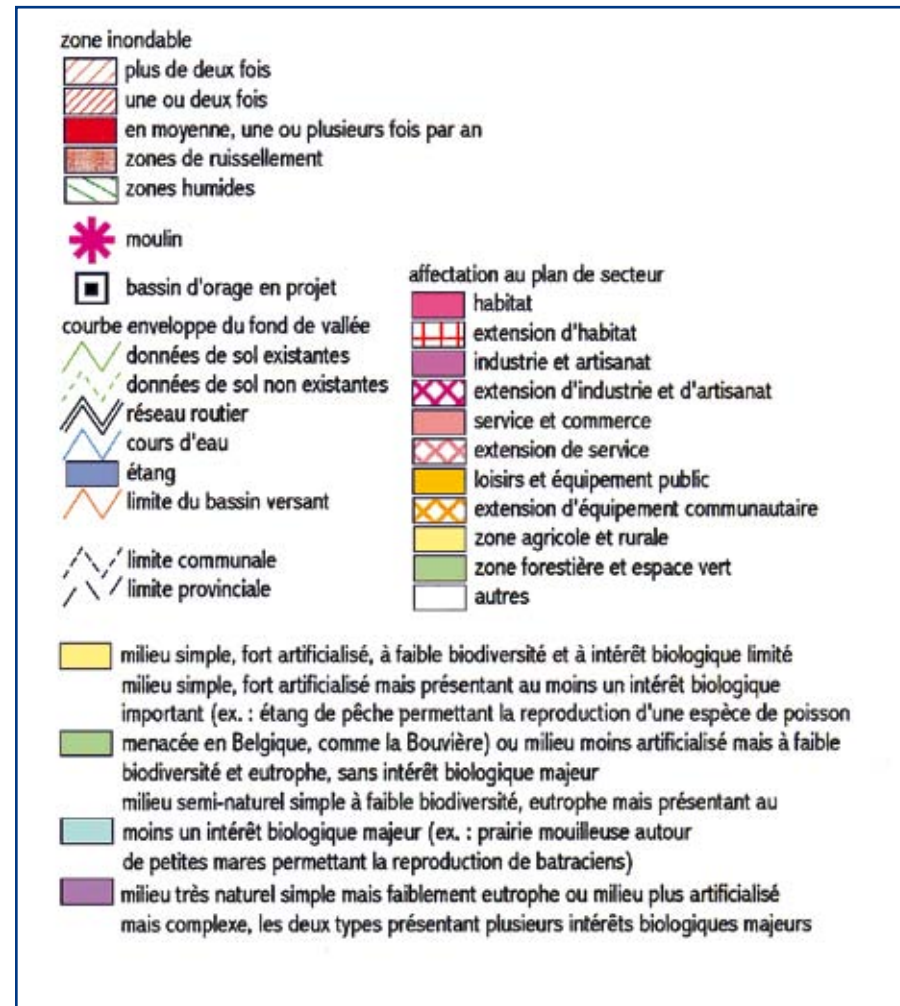 zone inondable
plus de deux fois
une ou deux fois
en moyenne, une ou plusieurs fois par an
zones de ruissellement
zones humides
moulin
bassin d'orage en projet
courbe enveloppe du fond de vallée
données de sol existantes
données de sol non existantes
réseau routier
cours d'eau
étang
limite du bassin versant
limite communale
limite provinciale
affectation au plan de secteur
habitat
extension d'habitat
industrie et artisanat
extension d'industrie et d'artisanat
service et commerce
extension de service
loisirs et équipement public
extension d'équipement communautaire
zone agricole et rurale
zone forestière et espace vert
autres
milieu simple, fort artificialisé, à faible biodiversité et à intérêt biologique limité
milieu simple, fort artificialisé mais présentant au moins un intérêt biologique
important (ex. : étang de pêche permettant la reproduction d'une espèce de poisson
menacée en Belgique, comme la Bouvière) ou milieu moins artificialisé mais à faible
biodiversité et eutrophe, sans intérêt biologique majeur
milieu semi-naturel simple à faible biodiversité, eutrophe mais présentant au
moins un intérêt biologique majeur (ex. : prairie mouilleuse autour
de petites mares permettant la reproduction de batraciens)
milieu très naturel simple mais faiblement eutrophe ou milieu plus artificialisé
mais complexe, les deux types présentant plusieurs intérêts biologiques majeurs